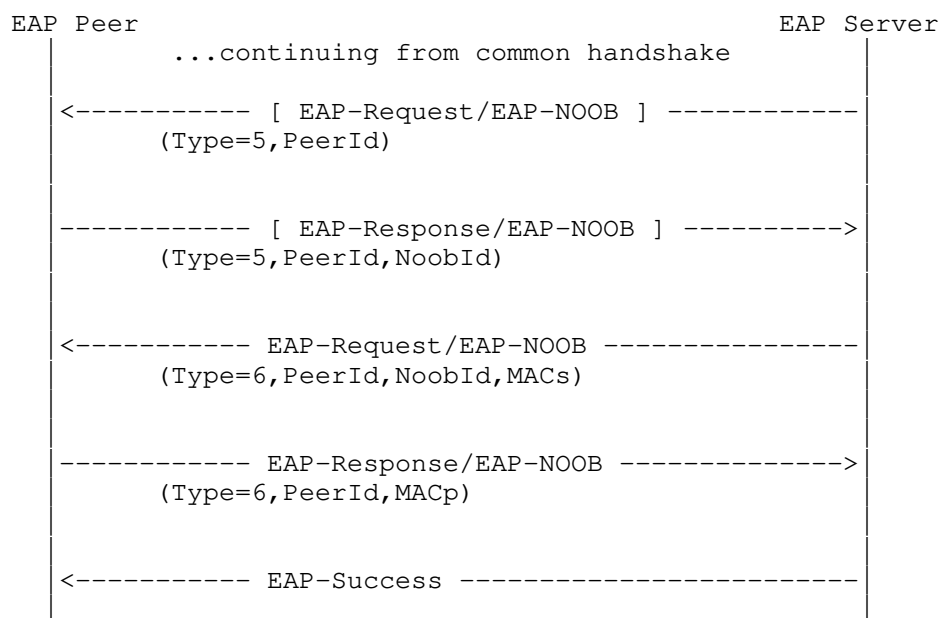 EAP Peer EAP Server
...continuing from common handshake
<----------- [ EAP-Request/EAP-NOOB ] ------------|
(Type=5,PeerId)
|------------ [ EAP-Response/EAP-NOOB ] ---------->
(Type=5,PeerId,NoobId)
<----------- EAP-Request/EAP-NOOB ----------------|
(Type=6,PeerId,NoobId,MACs)
|------------ EAP-Response/EAP-NOOB -------------->
(Type=6,PeerId,MACp)
<----------- EAP-Success -------------------------|